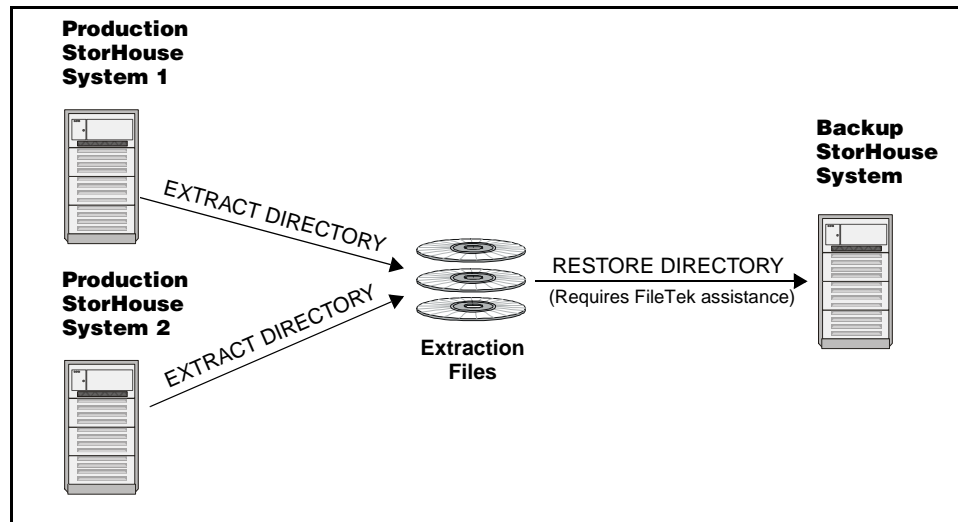 Production
StorHouse
System 1
EXTRACT DIRECTORY
Production
StorHouse
System 2
EXTRACT DIRECTORY
Extraction
Files
RESTORE DIRECTORY
(Requires FileTek assistance)
Backup
StorHouse
System